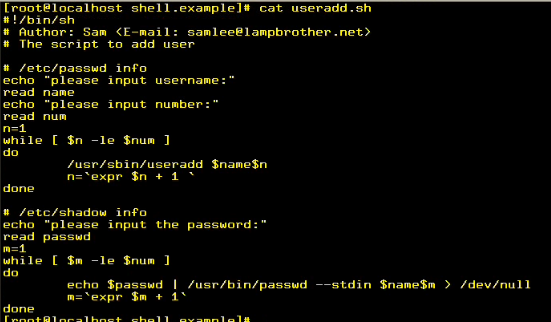 [root@localhost shell.example]# cat useradd.sh
#!/bin/sh
# Author: Sam <E-mail: samlee@lampbrother.net>
# The script to add user

# /etc/passwd info
echo "please input username:"
read name
echo "please input number:"
read num
n=1
while [ $n -le $num ]
do
        /usr/sbin/useradd $name$n
        n=`expr $n + 1 `
done

# /etc/shadow info
echo "please input the password:"
read passwd
m=1
while [ $m -le $num ]
do
        echo $passwd | /usr/bin/passwd --stdin $name$m > /dev/null
        m=`expr $m + 1`
done
[root@localhost shell.example]#